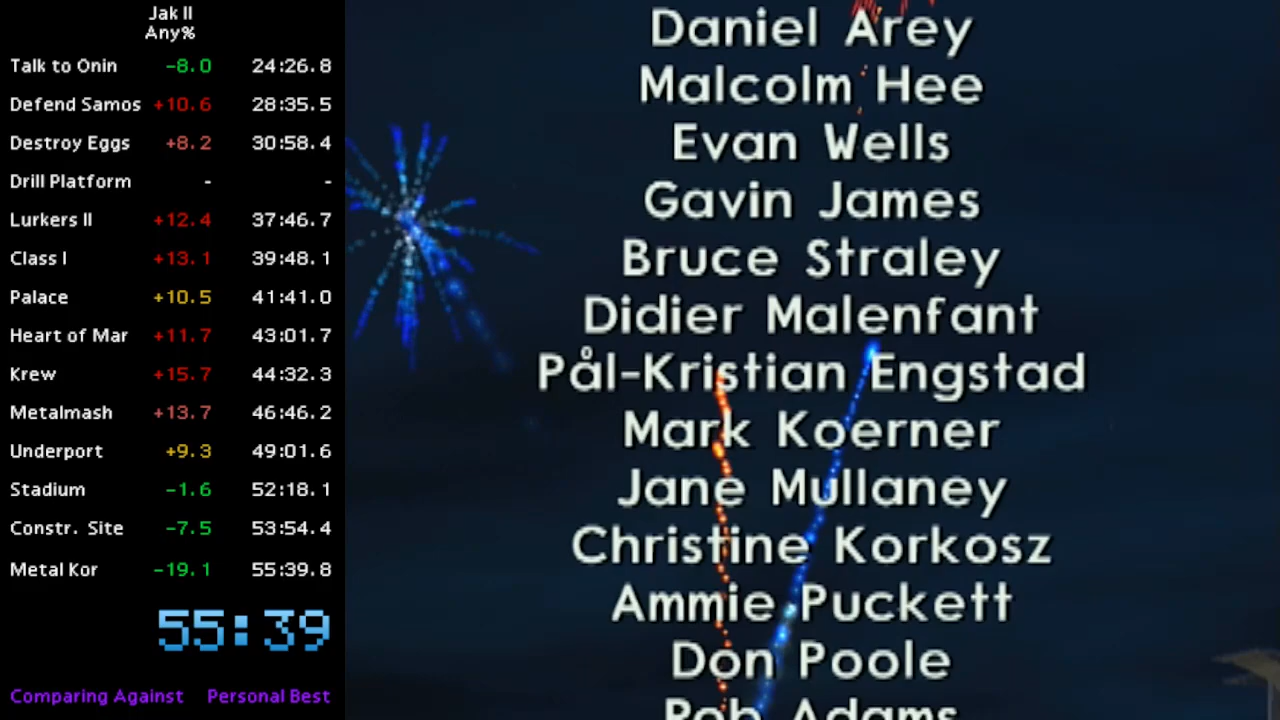 Jak II
Any%
Talk to Onin -8.0 24:26.8
Defend Samos +10.6 28:35.5
Destroy Eggs +8.2 30:58.4
Drill Platform - -
Lurkers II +12.4 37:46.7
Class I +13.1 39:48.1
Palace +10.5 41:41.0
Heart of Mar +11.7 43:01.7
Krew +15.7 44:32.3
Metalmash +13.7 46:46.2
Underport +9.3 49:01.6
Stadium -1.6 52:18.1
Constr. Site -7.5 53:54.4
Metal Kor -19.1 55:39.8
55:39
Comparing Against Personal Best
Daniel Arey
Malcolm Hee
Evan Wells
Gavin James
Bruce Straley
Didier Malenfant
Pål-Kristian Engstad
Mark Koerner
Jane Mullaney
Christine Korkosz
Ammie Puckett
Don Poole
Rob Adams